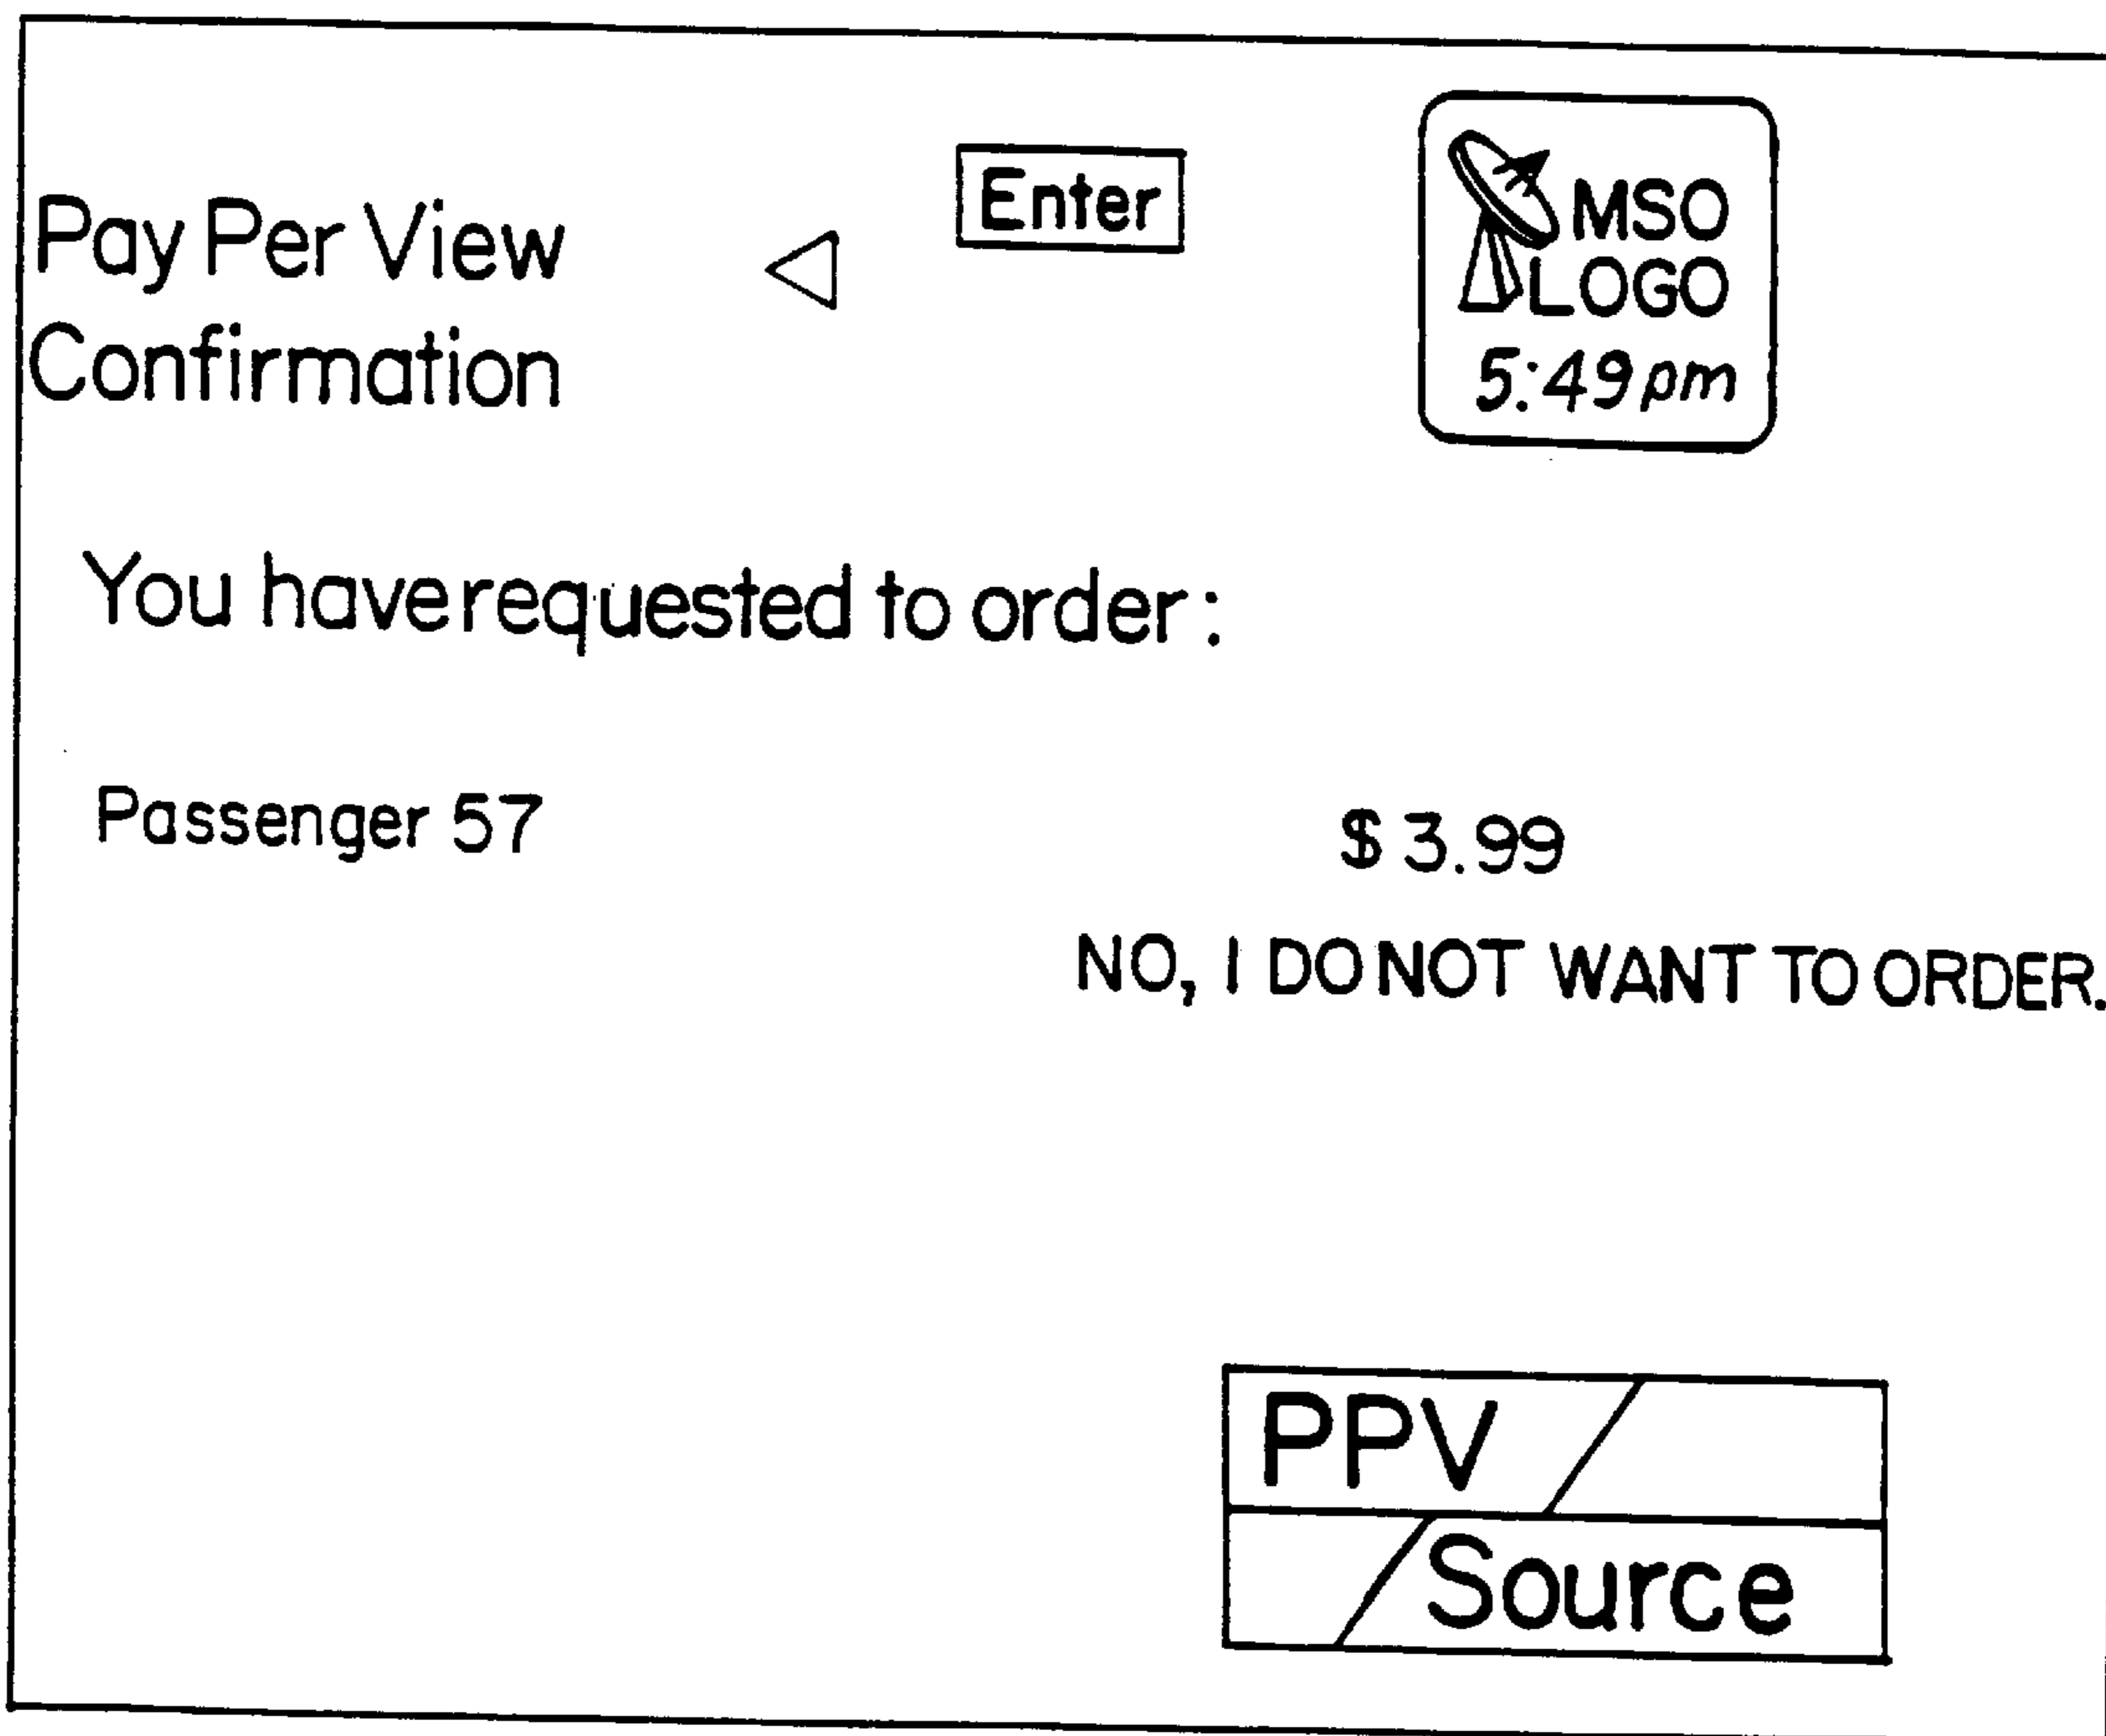 Enter
MSO
LOGO
5:49pm
Pay Per View
Confirmation
You have requested to order:
Passenger 57 $3.99
NO, I DO NOT WANT TO ORDER.
PPV
Source